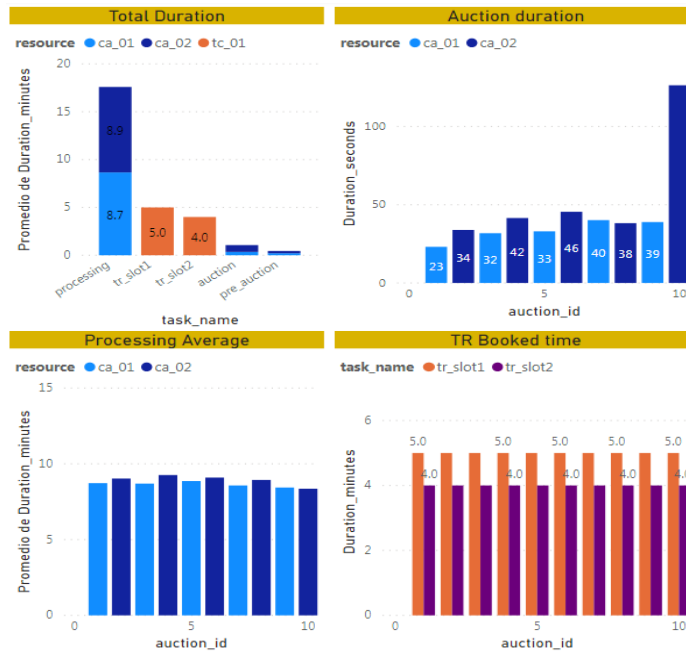 Total Duration
resource ca_01 ca_02 tc_01
Promedio de Duration_minutes
20
15
10
5
0
8.9
8.7
5.0
4.0
processing
tr_slot1
tr_slot2
auction
pre_auction
task_name
Auction duration
resource ca_01 ca_02
Duration_seconds
100
50
0
23
34
32
42
33
46
40
38
39
0
5
10
auction_id
Processing Average
resource ca_01 ca_02
Promedio de Duration_minutes
15
10
5
0
0
5
10
auction_id
TR Booked time
task_name tr_slot1 tr_slot2
Duration_minutes
6
4
2
0
5.0
5.0
5.0
5.0
5.0
4.0
4.0
4.0
4.0
4.0
0
5
10
auction_id